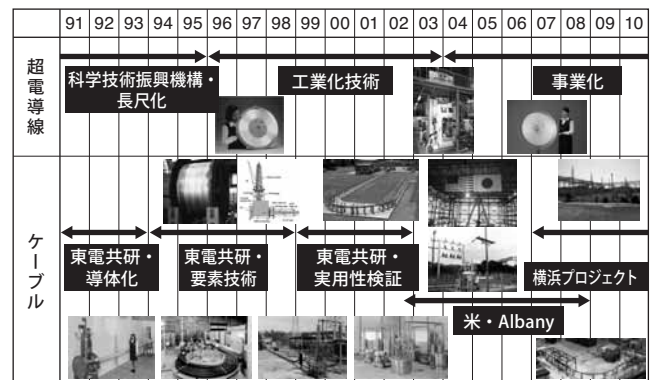 91 92 93 94 95 96 97 98 99 00 01 02 03 04 05 06 07 08 09 10
超電導線
科学技術振興機構・
長尺化
工業化技術
事業化
ケーブル
東電共研・
導体化
東電共研・
要素技術
東電共研・
実用性検証
横浜プロジェクト
米・Albany